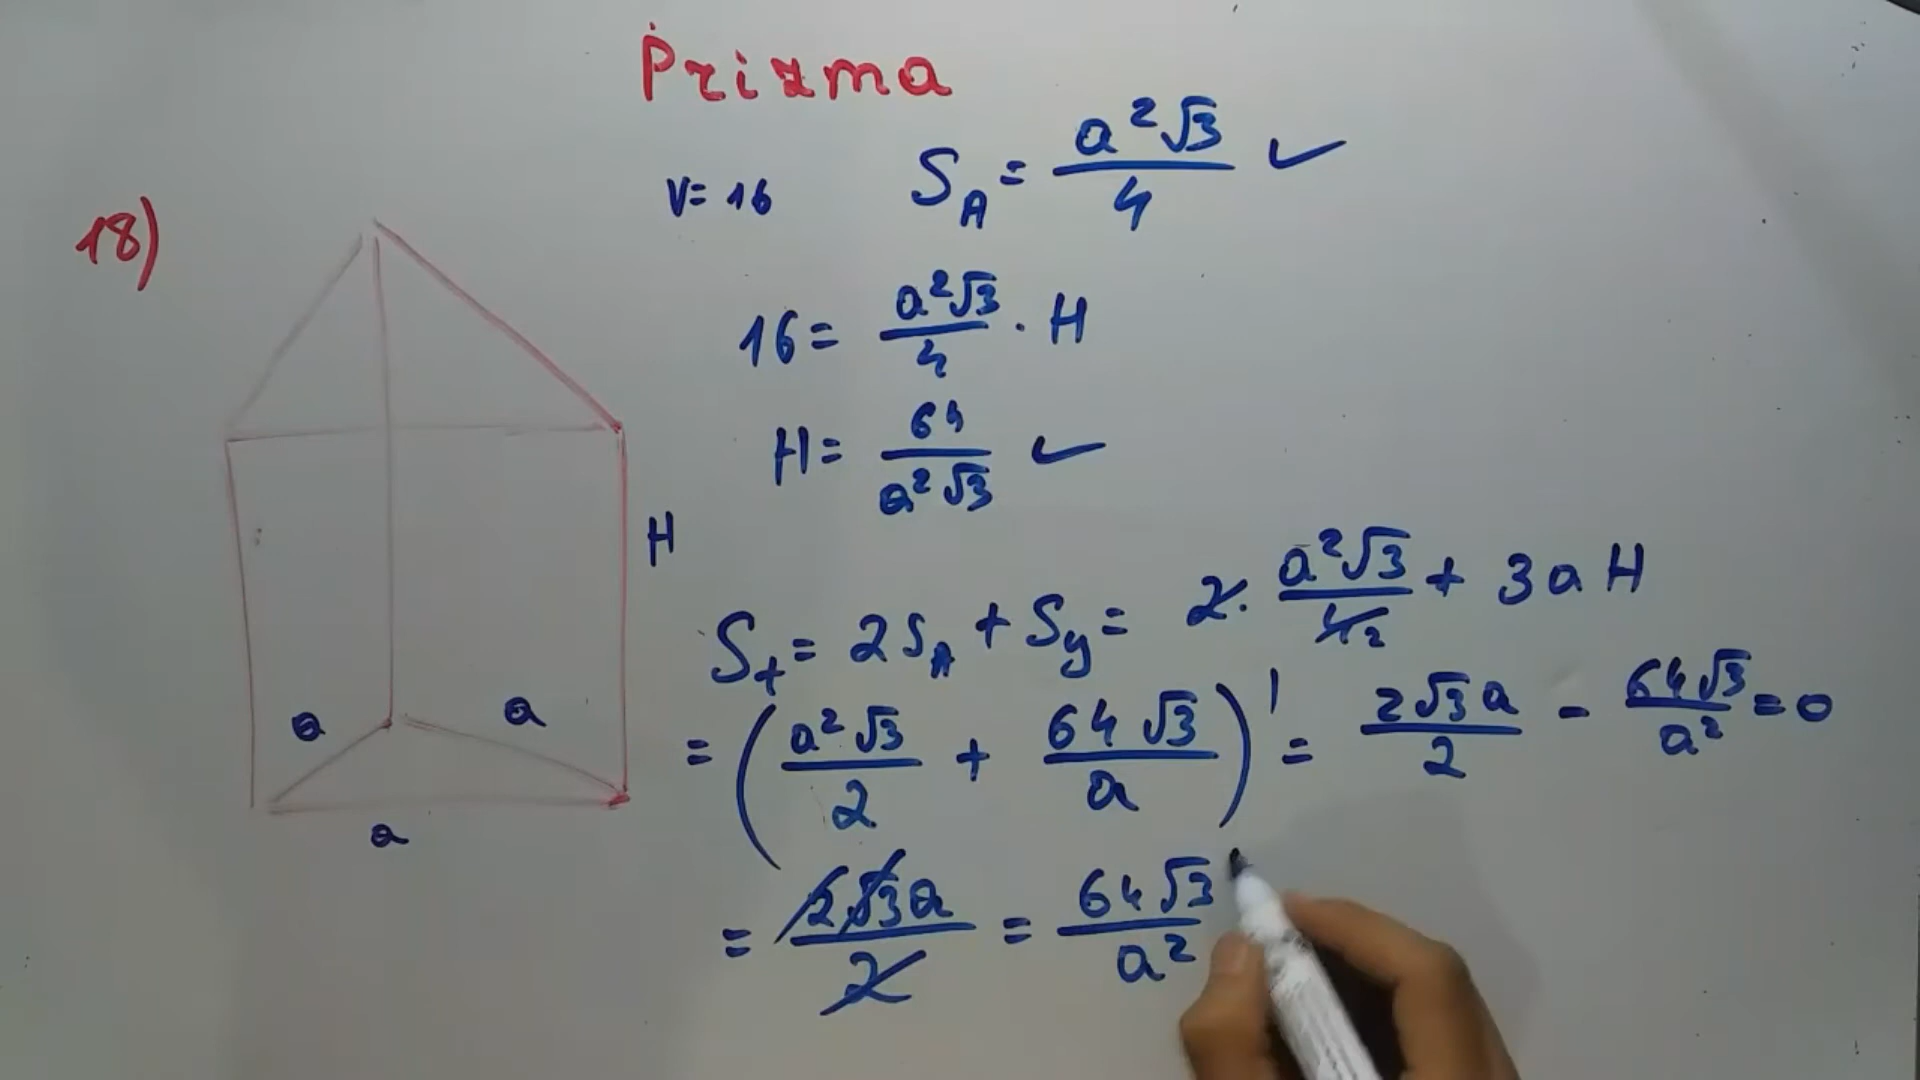 Prizma
18)
V= 16
S_A = a²√3 / 4 ✓
16 = a²√3 / 4 · H
H = 64 / a²√3 ✓
H
S_t = 2S_A + S_y = 2 · a²√3 / 4 2 + 3aH
= (a²√3 / 2 + 64√3 / a)' = 2√3a / 2 - 64√3 / a² = 0
a
a
a
= 2√3a / 2 = 64√3 / a²